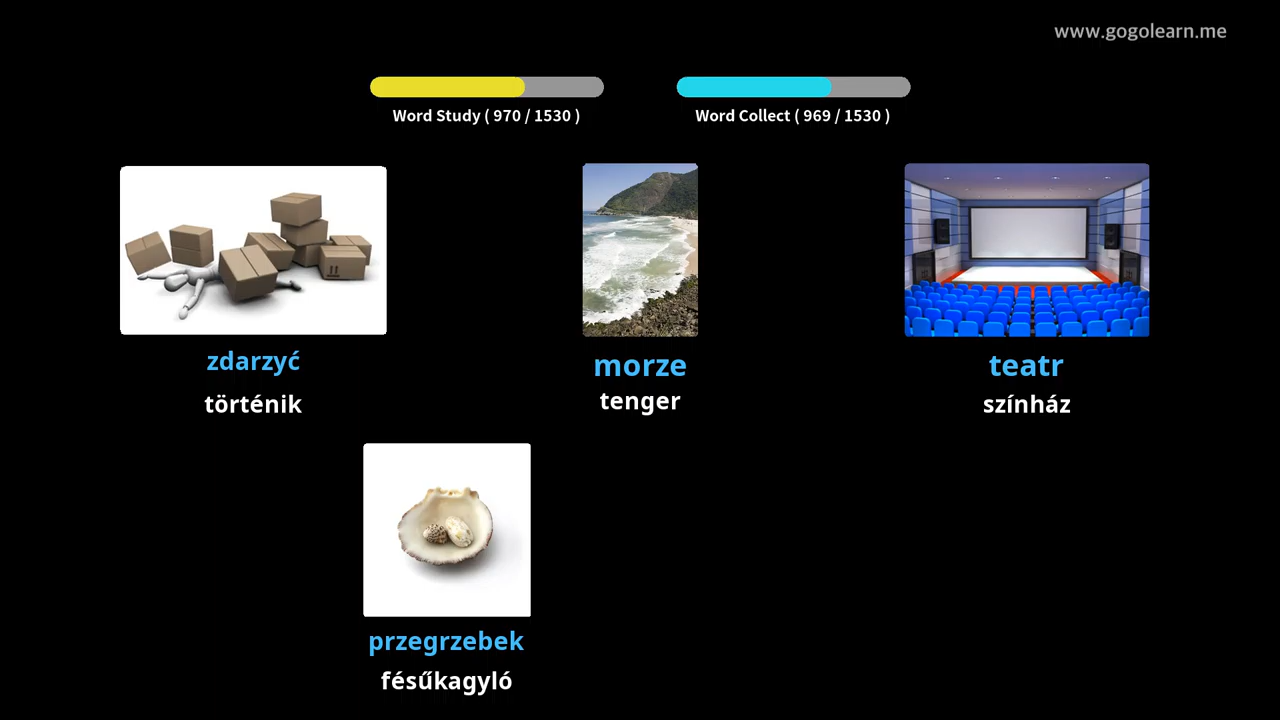 www.gogolearn.me
Word Study ( 970 / 1530 )
Word Collect ( 969 / 1530 )
zdarzyć
történik
morze
tenger
teatr
színház
przegrzebek
fésűkagyló